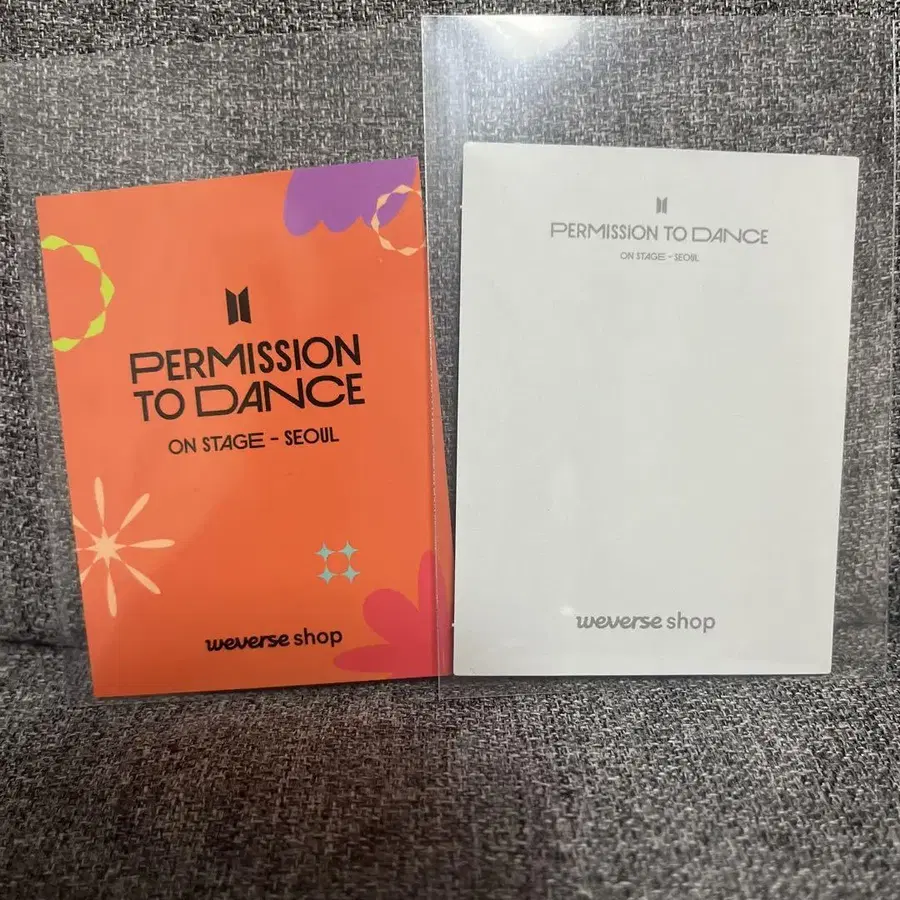 PERMISSION
TO DANCE
ON STAGE - SEOUL
weverse shop
PERMISSION TO DANCE
ON STAGE - SEOUL
weverse shop